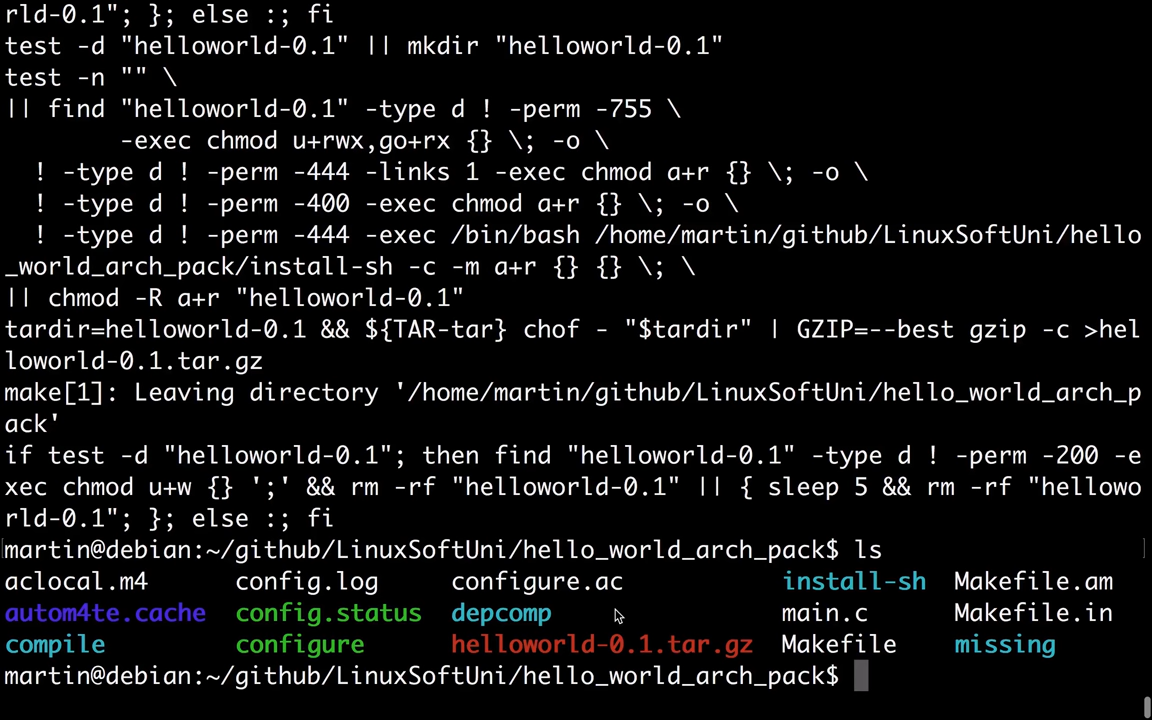 rld-0.1"; }; else :; fi
test -d "helloworld-0.1" || mkdir "helloworld-0.1"
test -n "" \
|| find "helloworld-0.1" -type d ! -perm -755 \
        -exec chmod u+rwx,go+rx {} \; -o \
  ! -type d ! -perm -444 -links 1 -exec chmod a+r {} \; -o \
  ! -type d ! -perm -400 -exec chmod a+r {} \; -o \
  ! -type d ! -perm -444 -exec /bin/bash /home/martin/github/LinuxSoftUni/hello
_world_arch_pack/install-sh -c -m a+r {} {} \; \
|| chmod -R a+r "helloworld-0.1"
tardir=helloworld-0.1 && ${TAR-tar} chof - "$tardir" | GZIP=--best gzip -c >hel
loworld-0.1.tar.gz
make[1]: Leaving directory '/home/martin/github/LinuxSoftUni/hello_world_arch_p
ack'
if test -d "helloworld-0.1"; then find "helloworld-0.1" -type d ! -perm -200 -e
xec chmod u+w {} ';' && rm -rf "helloworld-0.1" || { sleep 5 && rm -rf "hellowo
rld-0.1"; }; else :; fi
martin@debian:~/github/LinuxSoftUni/hello_world_arch_pack$ ls
aclocal.m4      config.log     configure.ac           install-sh  Makefile.am
autom4te.cache  config.status  depcomp                main.c      Makefile.in
compile         configure      helloworld-0.1.tar.gz  Makefile    missing
martin@debian:~/github/LinuxSoftUni/hello_world_arch_pack$